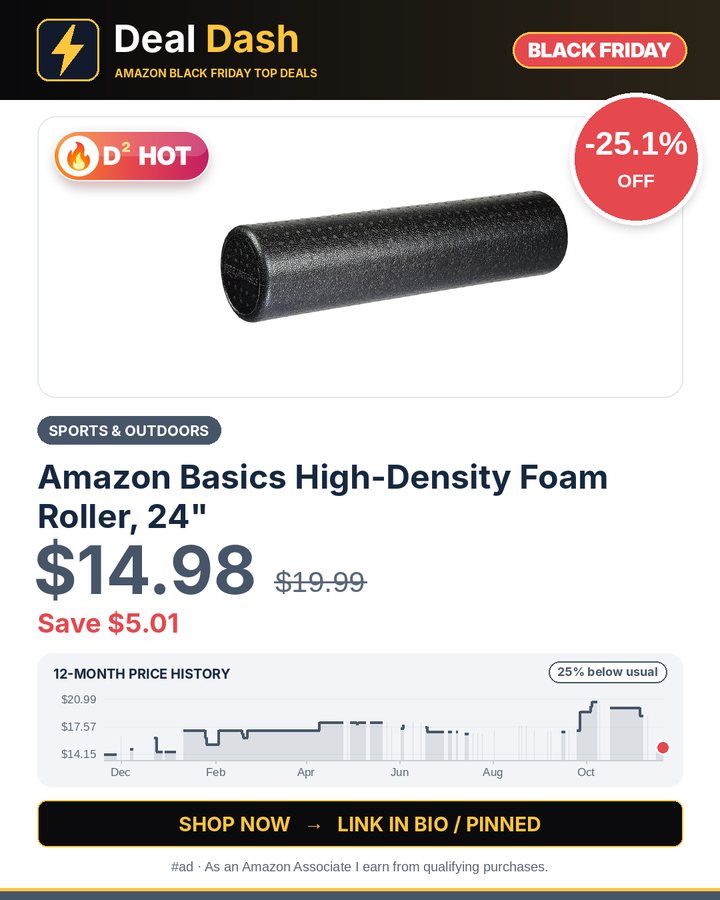 Deal Dash
AMAZON BLACK FRIDAY TOP DEALS
BLACK FRIDAY
🔥 D² HOT
-25.1%
OFF
SPORTS & OUTDOORS
Amazon Basics High-Density Foam
Roller, 24"
$14.98 $19.99
Save $5.01
12-MONTH PRICE HISTORY
25% below usual
$20.99
$17.57
$14.15
Dec Feb Apr Jun Aug Oct
SHOP NOW → LINK IN BIO / PINNED
#ad · As an Amazon Associate I earn from qualifying purchases.